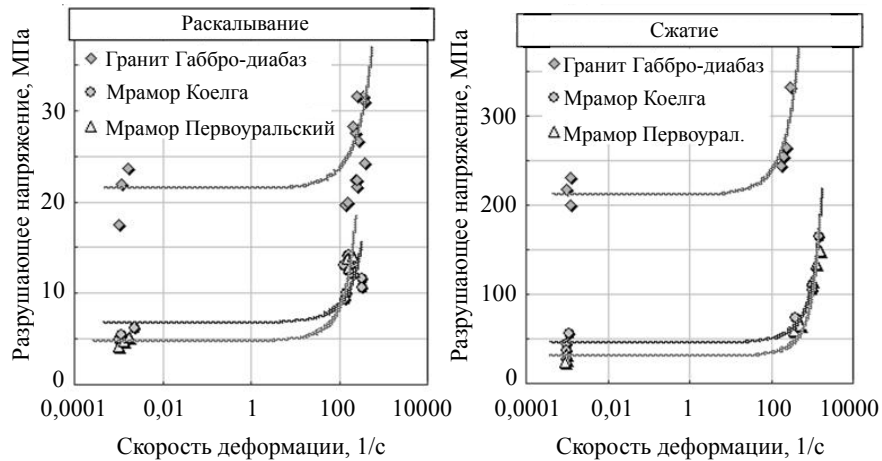 Раскалывание
Разрушающее напряжение, МПа
30
20
10
0
Гранит Габбро-диабаз
Мрамор Коелга
Мрамор Первоуральский
0,0001 0,01 1 100 10000
Скорость деформации, 1/с
Сжатие
Разрушающее напряжение, МПа
300
200
100
0
Гранит Габбро-диабаз
Мрамор Коелга
Мрамор Первоурал.
0,0001 0,01 1 100 10000
Скорость деформации, 1/с